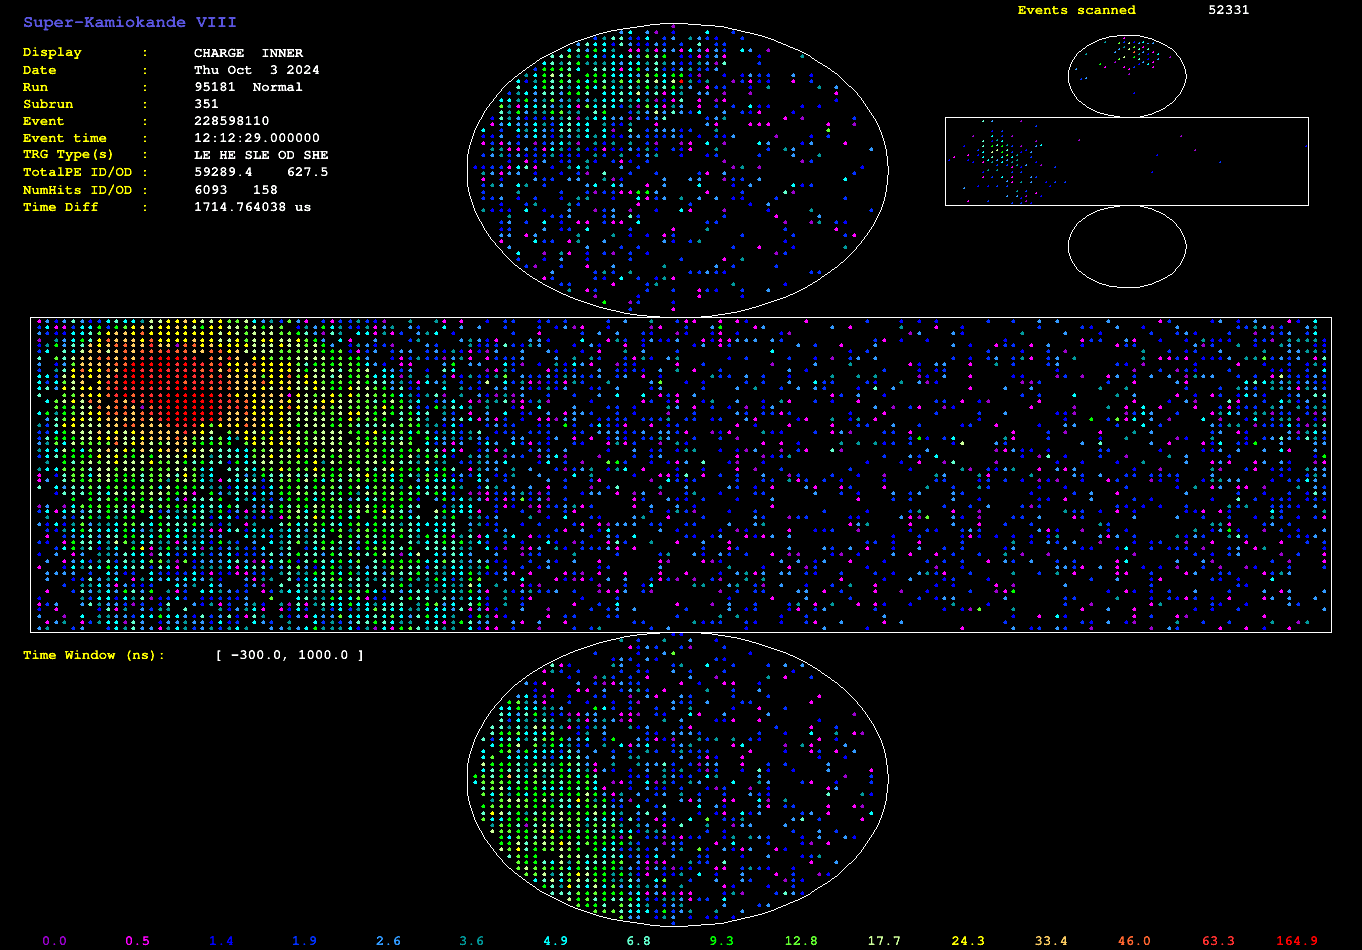 Super-Kamiokande VIII
Events scanned 52331
Display : CHARGE INNER
Date : Thu Oct 3 2024
Run : 95181 Normal
Subrun : 351
Event : 228598110
Event time : 12:12:29.000000
TRG Type(s) : LE HE SLE OD SHE
TotalPE ID/OD : 59289.4 627.5
NumHits ID/OD : 6093 158
Time Diff : 1714.764038 us
Time Window (ns): [ -300.0, 1000.0 ]
0.0 0.5 1.4 1.9 2.6 3.6 4.9 6.8 9.3 12.8 17.7 24.3 33.4 46.0 63.3 164.9